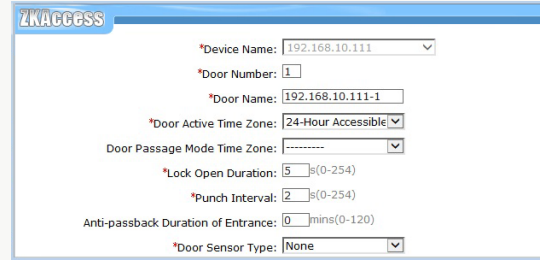 ZKAccess
*Device Name: 192.168.10.111
*Door Number: 1
*Door Name: 192.168.10.111-1
*Door Active Time Zone: 24-Hour Accessible
Door Passage Mode Time Zone: ---------
*Lock Open Duration: 5 s(0-254)
*Punch Interval: 2 s(0-254)
Anti-passback Duration of Entrance: 0 mins(0-120)
*Door Sensor Type: None